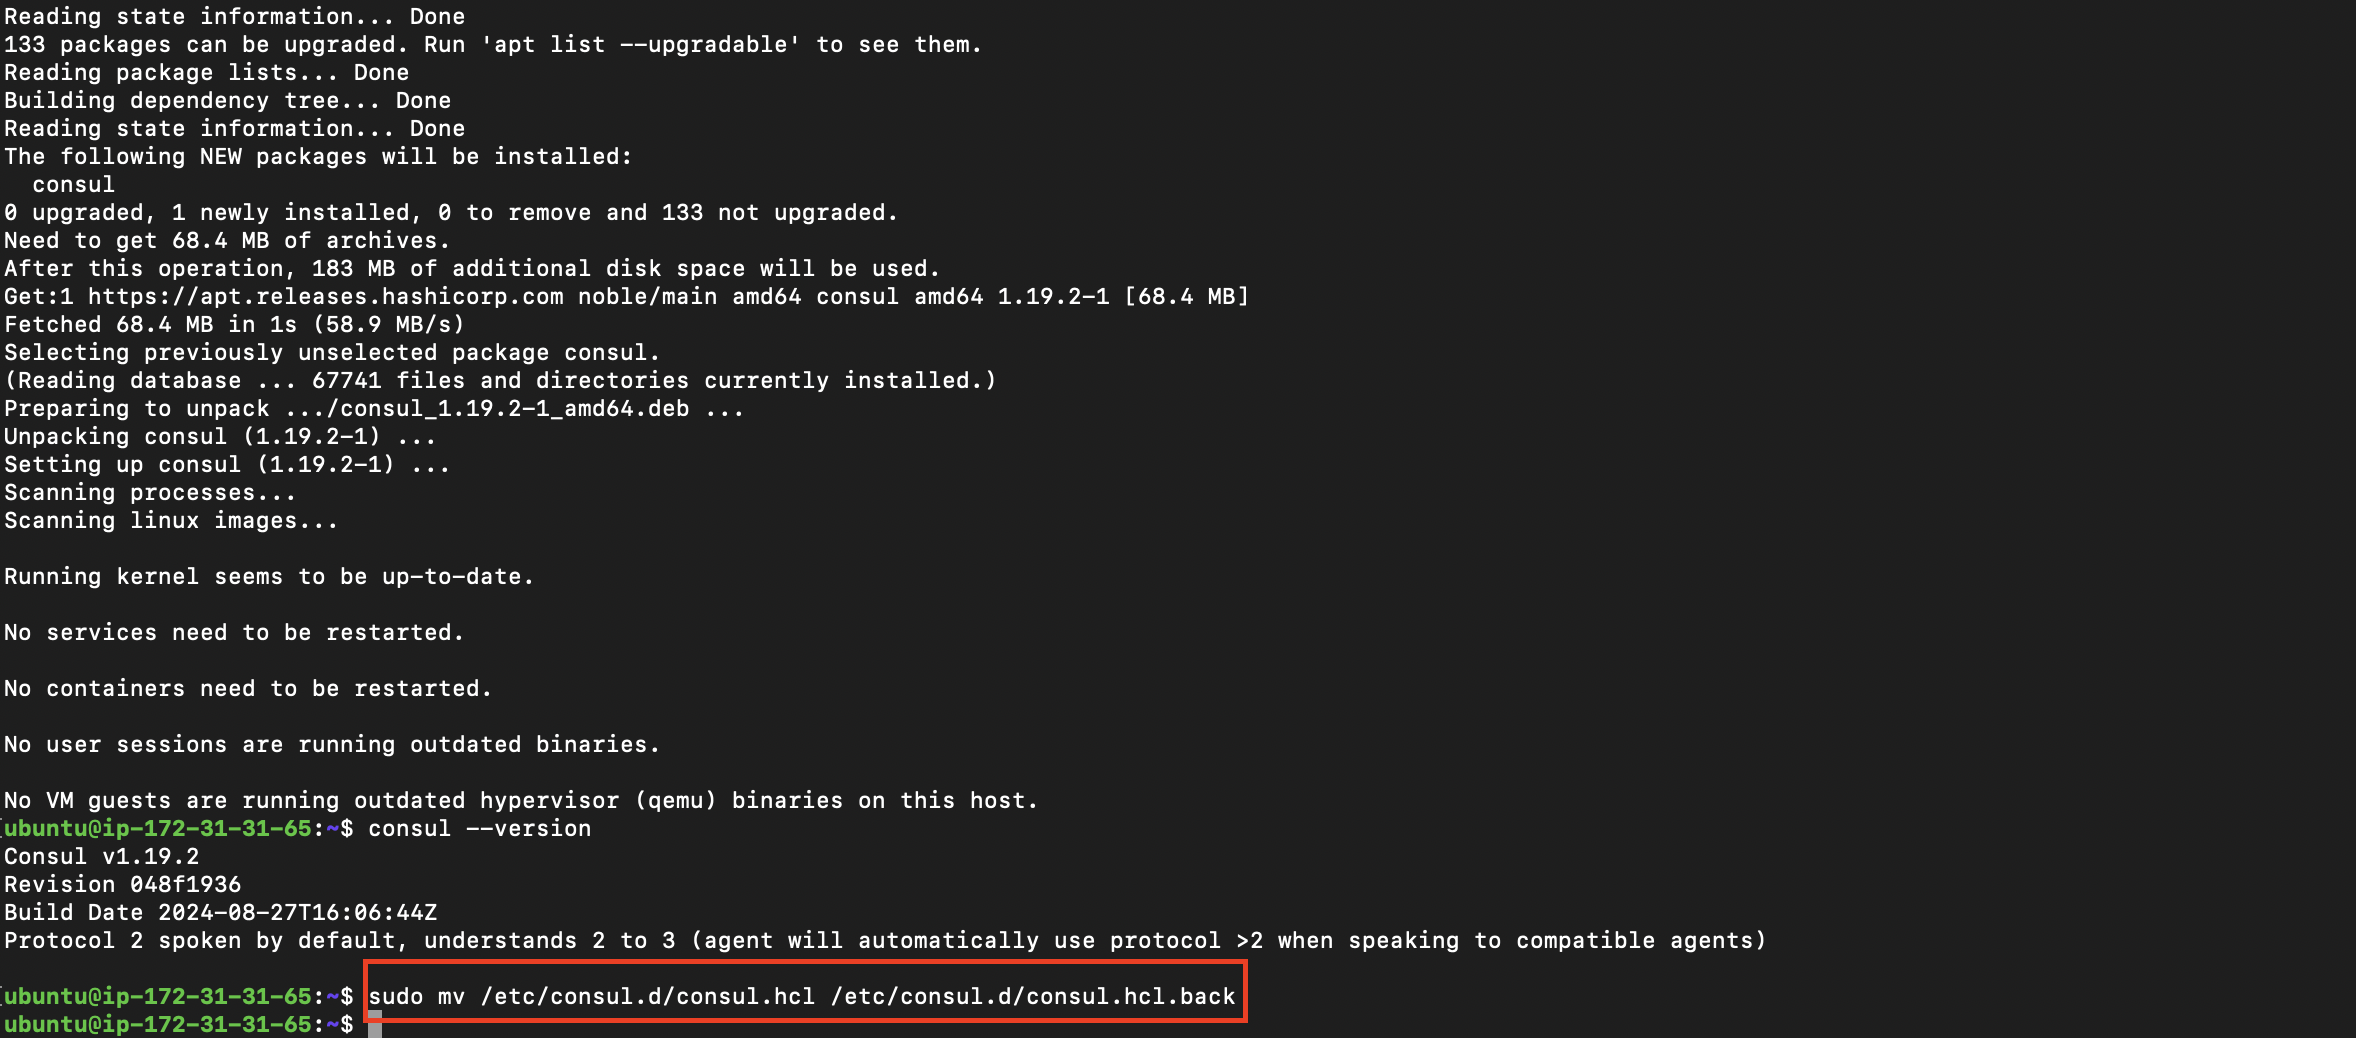 Reading state information... Done
133 packages can be upgraded. Run 'apt list --upgradable' to see them.
Reading package lists... Done
Building dependency tree... Done
Reading state information... Done
The following NEW packages will be installed:
  consul
0 upgraded, 1 newly installed, 0 to remove and 133 not upgraded.
Need to get 68.4 MB of archives.
After this operation, 183 MB of additional disk space will be used.
Get:1 https://apt.releases.hashicorp.com noble/main amd64 consul amd64 1.19.2-1 [68.4 MB]
Fetched 68.4 MB in 1s (58.9 MB/s)
Selecting previously unselected package consul.
(Reading database ... 67741 files and directories currently installed.)
Preparing to unpack .../consul_1.19.2-1_amd64.deb ...
Unpacking consul (1.19.2-1) ...
Setting up consul (1.19.2-1) ...
Scanning processes...
Scanning linux images...
Running kernel seems to be up-to-date.
No services need to be restarted.
No containers need to be restarted.
No user sessions are running outdated binaries.
No VM guests are running outdated hypervisor (qemu) binaries on this host.
ubuntu@ip-172-31-31-65:~$ consul --version
Consul v1.19.2
Revision 048f1936
Build Date 2024-08-27T16:06:44Z
Protocol 2 spoken by default, understands 2 to 3 (agent will automatically use protocol >2 when speaking to compatible agents)
ubuntu@ip-172-31-31-65:~$ sudo mv /etc/consul.d/consul.hcl /etc/consul.d/consul.hcl.back
ubuntu@ip-172-31-31-65:~$